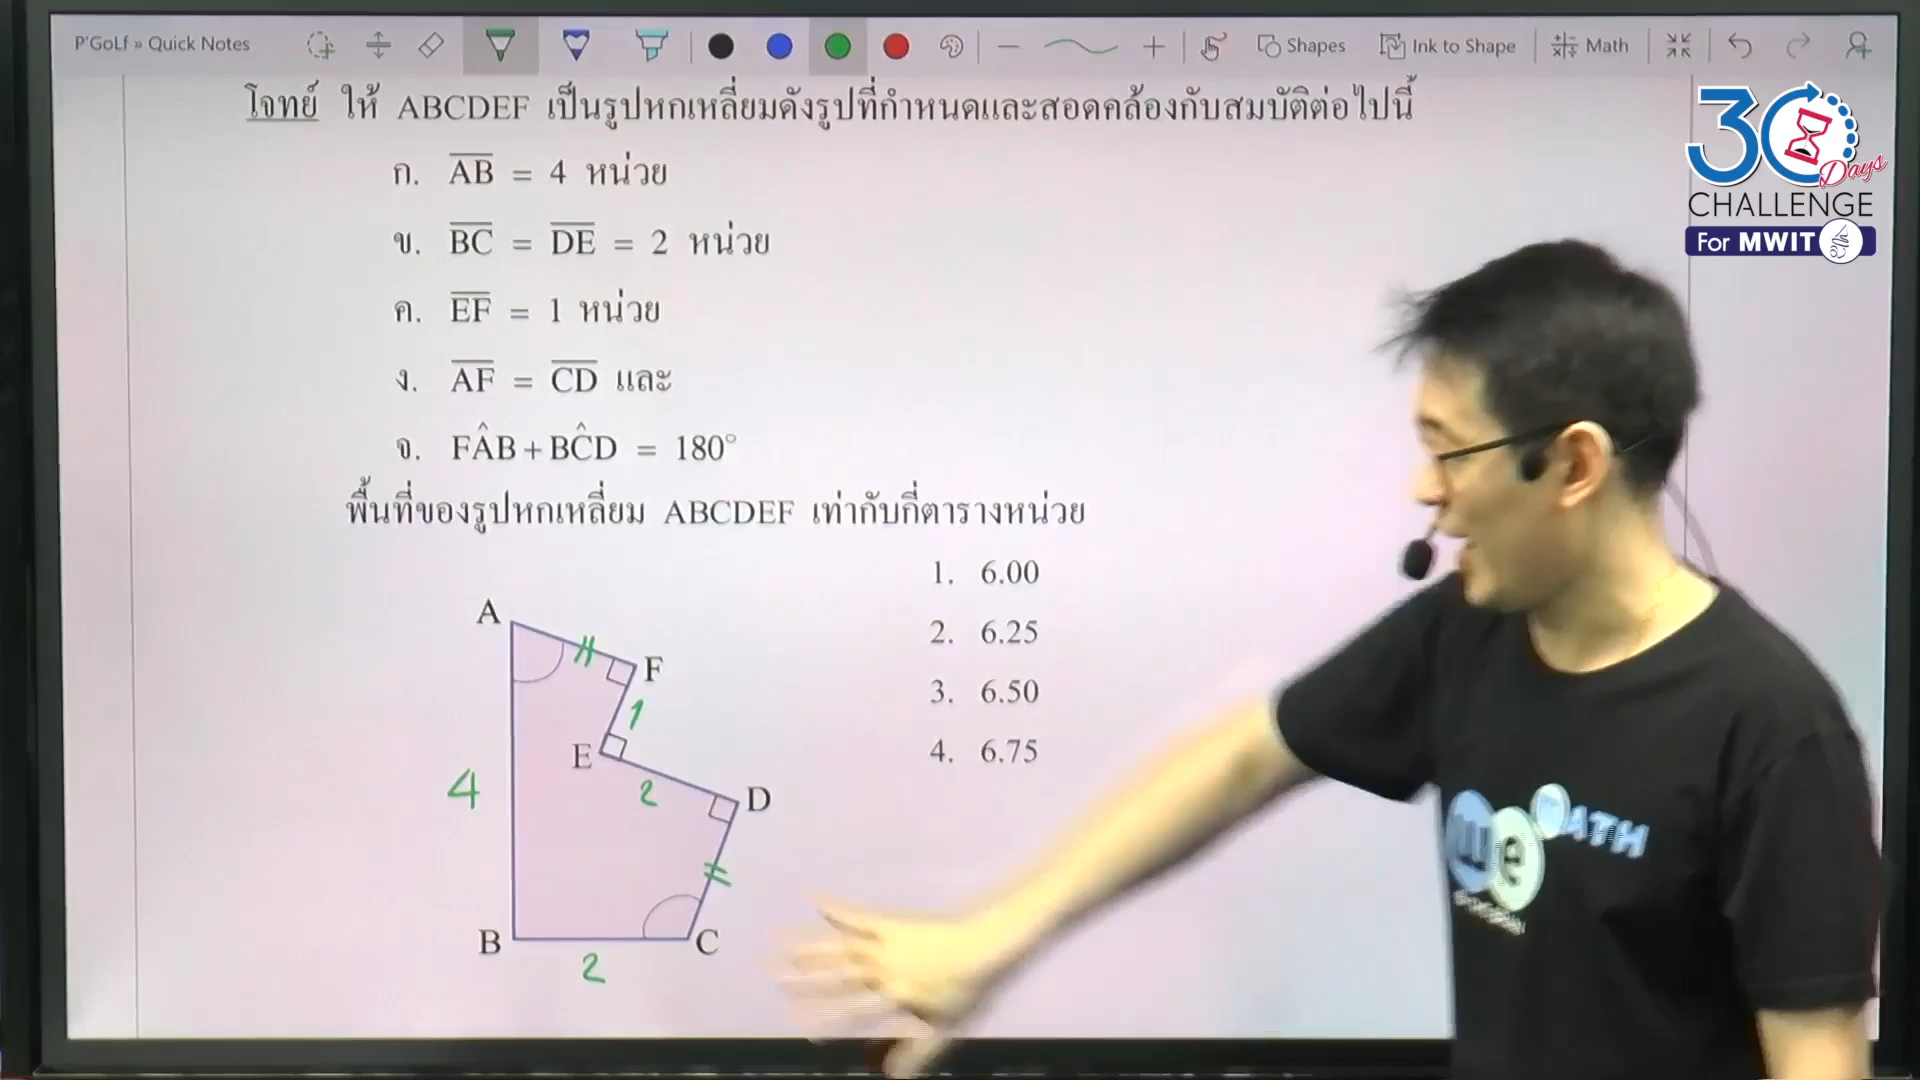 P'GoLf » Quick Notes
Shapes
Ink to Shape
Math
โจทย์ ให้ ABCDEF เป็นรูปหกเหลี่ยมดังรูปที่กำหนดและสอดคล้องกับสมบัติต่อไปนี้
ก. A̅B̅ = 4 หน่วย
ข. B̅C̅ = D̅E̅ = 2 หน่วย
ค. E̅F̅ = 1 หน่วย
ง. A̅F̅ = C̅D̅ และ
จ. FÂB + BĈD = 180°
พื้นที่ของรูปหกเหลี่ยม ABCDEF เท่ากับกี่ตารางหน่วย
1. 6.00
2. 6.25
3. 6.50
4. 6.75
A
F
1
E
4
2
D
B
C
2
30
Days
CHALLENGE
For MWIT
we
MATH